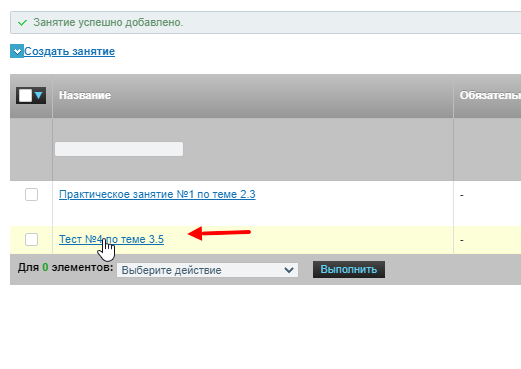 Занятие успешно добавлено.
Создать занятие
Название Обязатель
Практическое занятие №1 по теме 2.3 -
Тест №4 по теме 3.5 -
Для 0 элементов: Выберите действие Выполнить